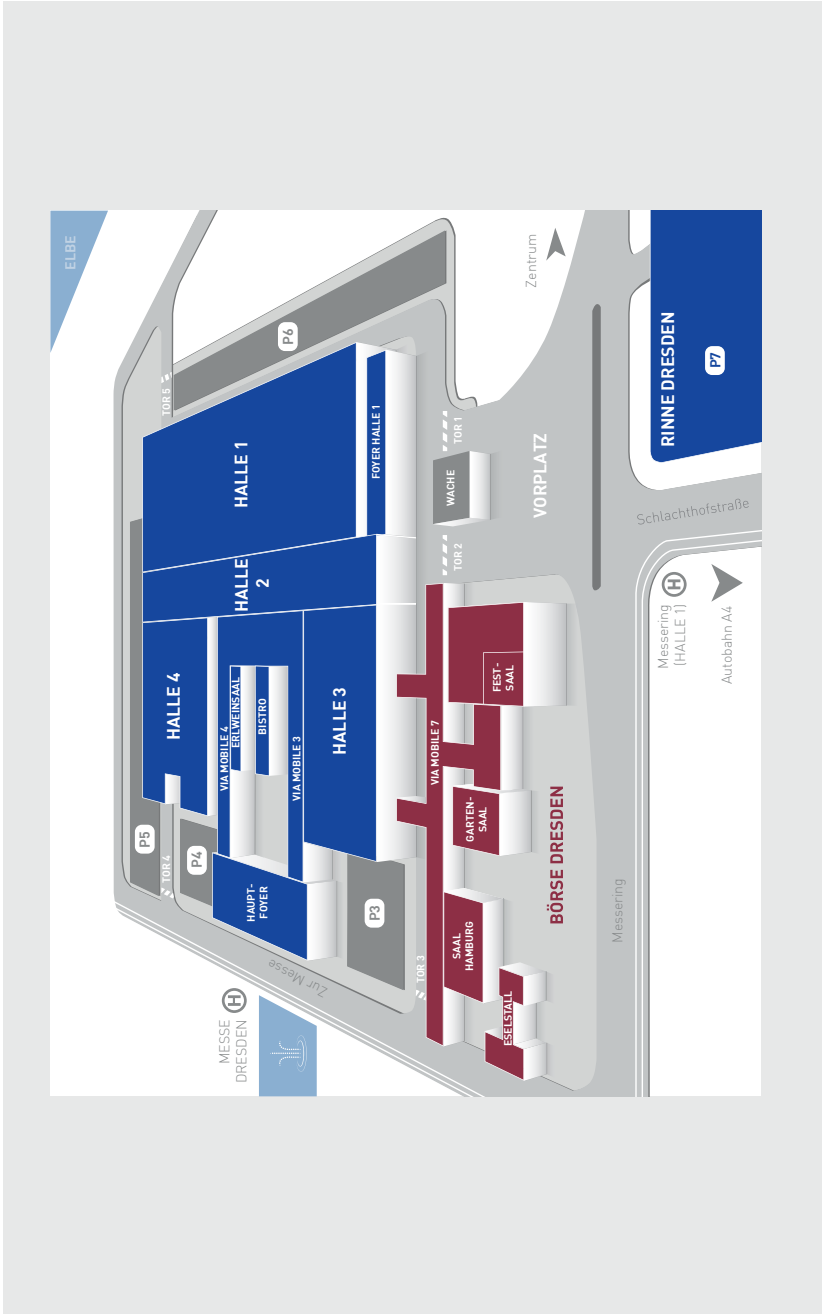 ELBE
Zentrum
P6
TOR 5
RINNE DRESDEN
P7
HALLE 1
FOYER HALLE 1
TOR 1
WACHE
VORPLATZ
Schlachthofstraße
TOR 2
HALLE
2
Messering
(HALLE 1)
H
Autobahn A4
HALLE 4
VIA MOBILE 4
ERLWEINSAAL
BISTRO
VIA MOBILE 3
HALLE 3
VIA MOBILE 7
FEST-
SAAL
GARTEN-
SAAL
BÖRSE DRESDEN
P5
TOR 4
P4
HAUPT-
FOYER
P3
SAAL
HAMBURG
Messering
TOR 3
Zur Messe
ESELSTALL
MESSE
DRESDEN
H